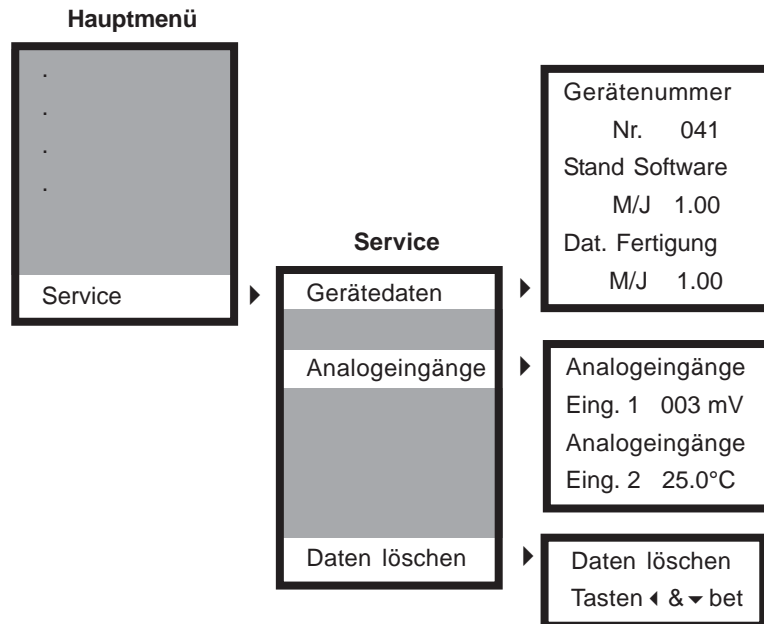 Hauptmenü
.
.
.
.
Service
Service
Gerätedaten
Analogeingänge
Daten löschen
Gerätenummer
Nr. 041
Stand Software
M/J 1.00
Dat. Fertigung
M/J 1.00
Analogeingänge
Eing. 1 003 mV
Analogeingänge
Eing. 2 25.0°C
Daten löschen
Tasten ◂ & ▾ bet